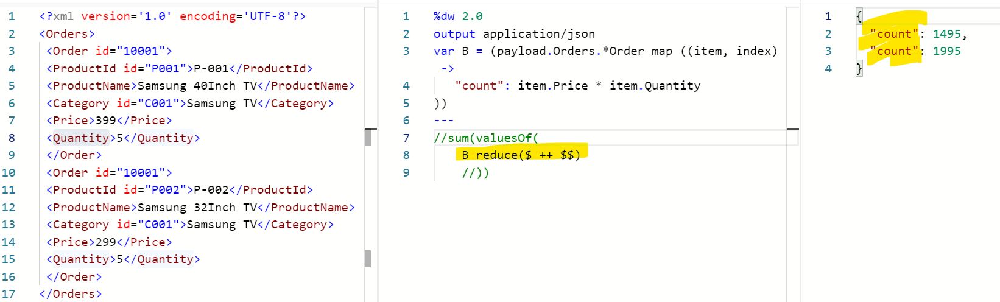 1 <?xml version='1.0' encoding='UTF-8'?>
2 <Orders>
3 <Order id="10001">
4 <ProductId id="P001">P-001</ProductId>
5 <ProductName>Samsung 40Inch TV</ProductName>
6 <Category id="C001">Samsung TV</Category>
7 <Price>399</Price>
8 <Quantity>5</Quantity>
9 </Order>
10 <Order id="10001">
11 <ProductId id="P002">P-002</ProductId>
12 <ProductName>Samsung 32Inch TV</ProductName>
13 <Category id="C001">Samsung TV</Category>
14 <Price>299</Price>
15 <Quantity>5</Quantity>
16 </Order>
17 </Orders>
1 %dw 2.0
2 output application/json
3 var B = (payload.Orders.*Order map ((item, index)
->
4 "count": item.Price * item.Quantity
5 ))
6 ---
7 //sum(valuesOf(
8 B reduce($ ++ $$)
9 //))
1 {
2 "count": 1495,
3 "count": 1995
4 }